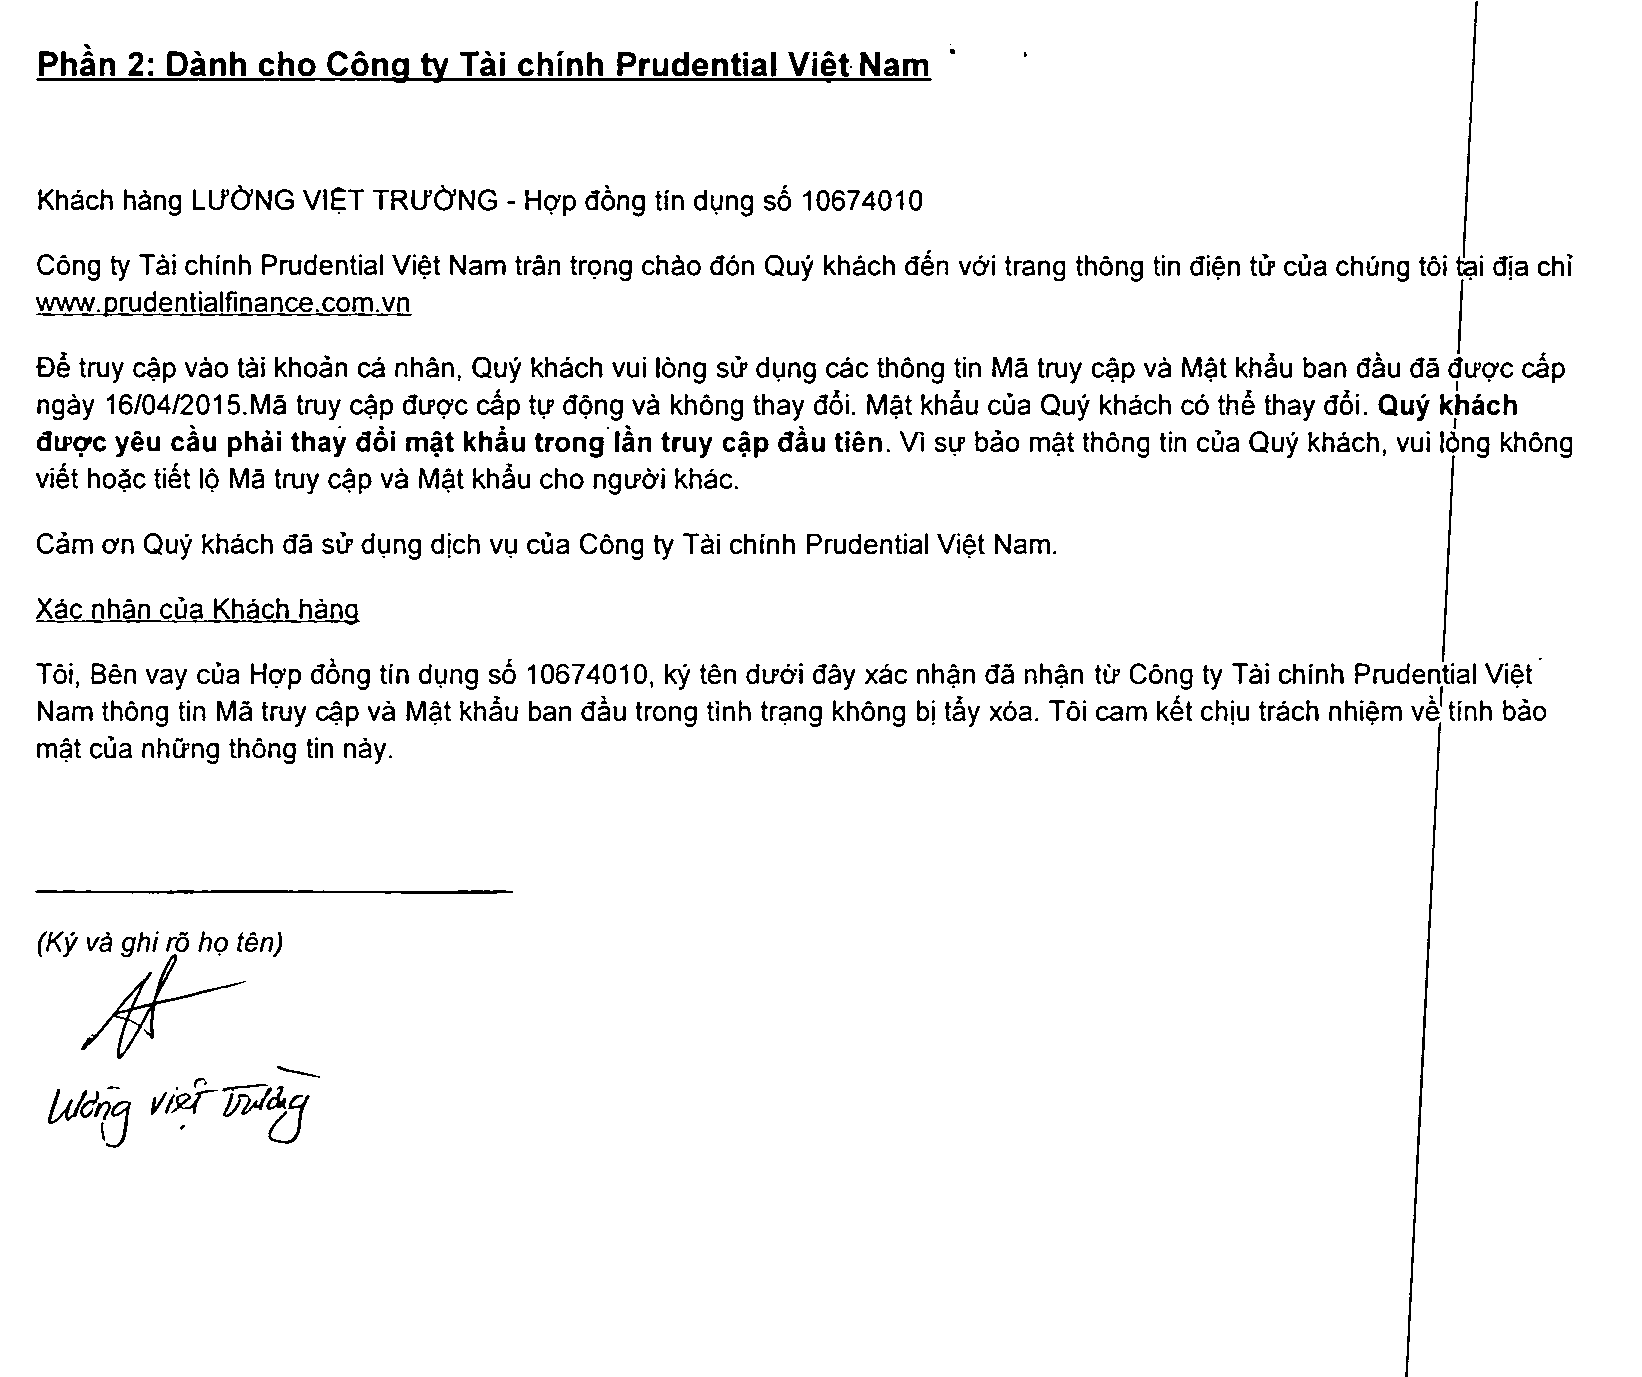 Phần 2: Dành cho Công ty Tài chính Prudential Việt Nam
Khách hàng LƯỜNG VIỆT TRƯỜNG - Hợp đồng tín dụng số 10674010
Công ty Tài chính Prudential Việt Nam trân trọng chào đón Quý khách đến với trang thông tin điện tử của chúng tôi tại địa chỉ
www.prudentialfinance.com.vn
Để truy cập vào tài khoản cá nhân, Quý khách vui lòng sử dụng các thông tin Mã truy cập và Mật khẩu ban đầu đã được cấp
ngày 16/04/2015.Mã truy cập được cấp tự động và không thay đổi. Mật khẩu của Quý khách có thể thay đổi. Quý khách
được yêu cầu phải thay đổi mật khẩu trong lần truy cập đầu tiên. Vì sự bảo mật thông tin của Quý khách, vui lòng không
viết hoặc tiết lộ Mã truy cập và Mật khẩu cho người khác.
Cảm ơn Quý khách đã sử dụng dịch vụ của Công ty Tài chính Prudential Việt Nam.
Xác nhận của Khách hàng
Tôi, Bên vay của Hợp đồng tín dụng số 10674010, ký tên dưới đây xác nhận đã nhận từ Công ty Tài chính Prudential Việt
Nam thông tin Mã truy cập và Mật khẩu ban đầu trong tình trạng không bị tẩy xóa. Tôi cam kết chịu trách nhiệm về tính bảo
mật của những thông tin này.
(Ký và ghi rõ họ tên)
Lường Việt Trường